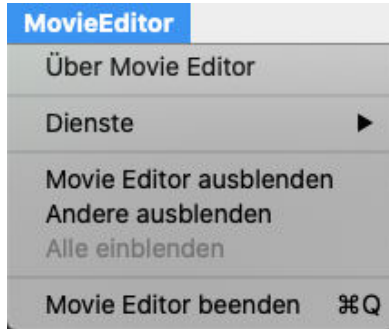 MovieEditor
Über Movie Editor
Dienste ▶
Movie Editor ausblenden
Andere ausblenden
Alle einblenden
Movie Editor beenden ⌘Q